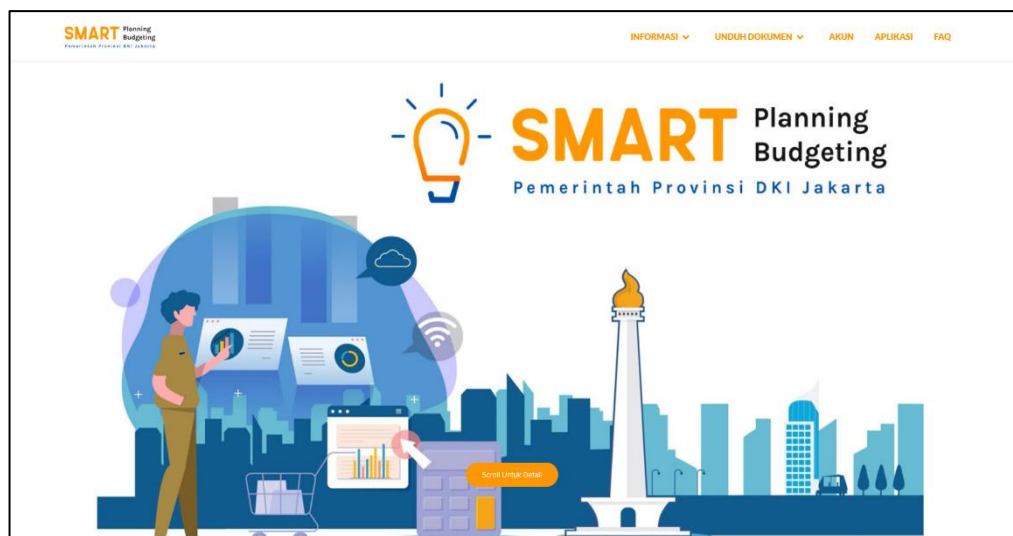 SMART Planning Budgeting
Pemerintah Provinsi DKI Jakarta
INFORMASI UNDUH DOKUMEN AKUN APLIKASI FAQ
SMART Planning Budgeting
Pemerintah Provinsi DKI Jakarta
Scroll Untuk Detail